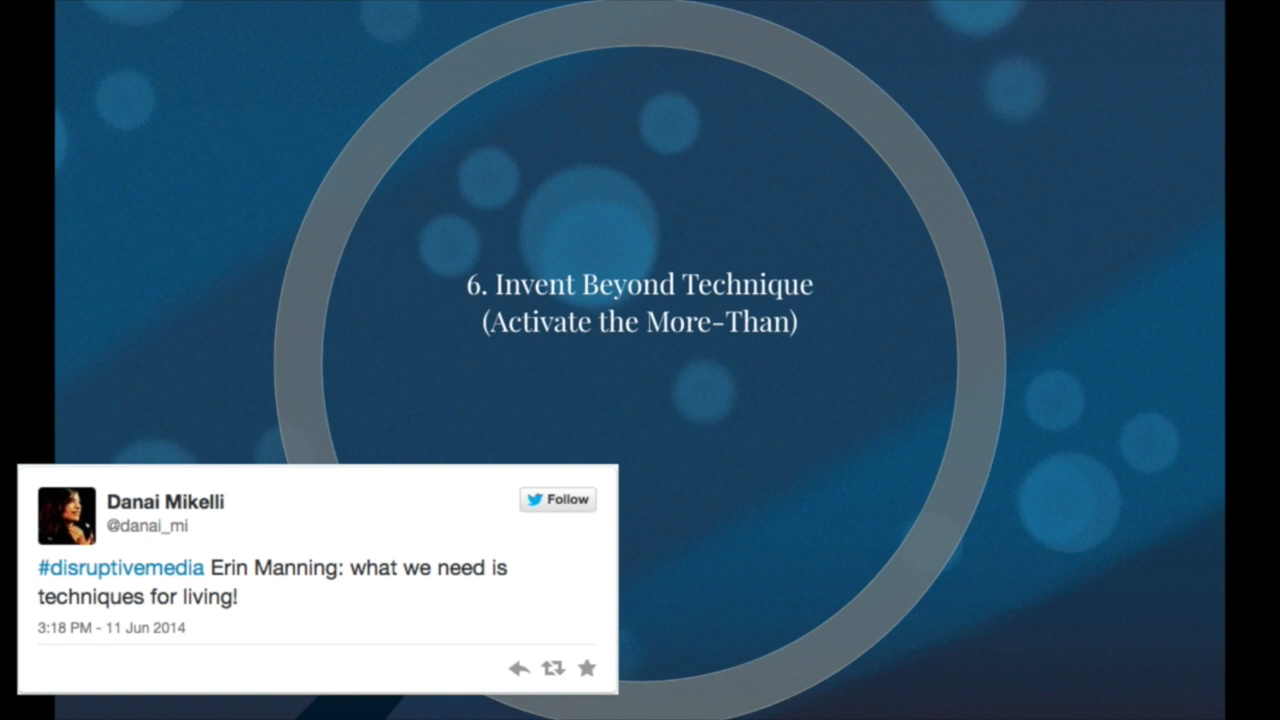 6. Invent Beyond Technique
(Activate the More-Than)
Danai Mikelli
@danai_mi
Follow
#disruptivemedia Erin Manning: what we need is
techniques for living!
3:18 PM - 11 Jun 2014